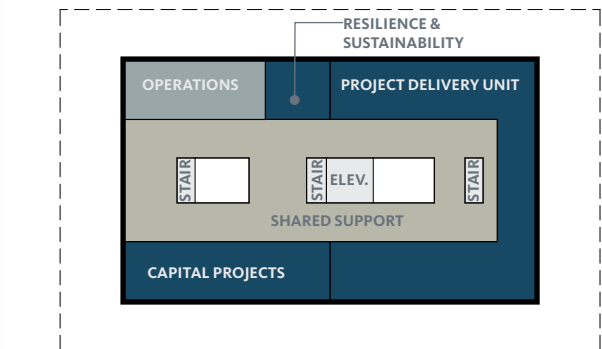 RESILIENCE &
SUSTAINABILITY
OPERATIONS
PROJECT DELIVERY UNIT
STAIR
STAIR
ELEV.
STAIR
SHARED SUPPORT
CAPITAL PROJECTS